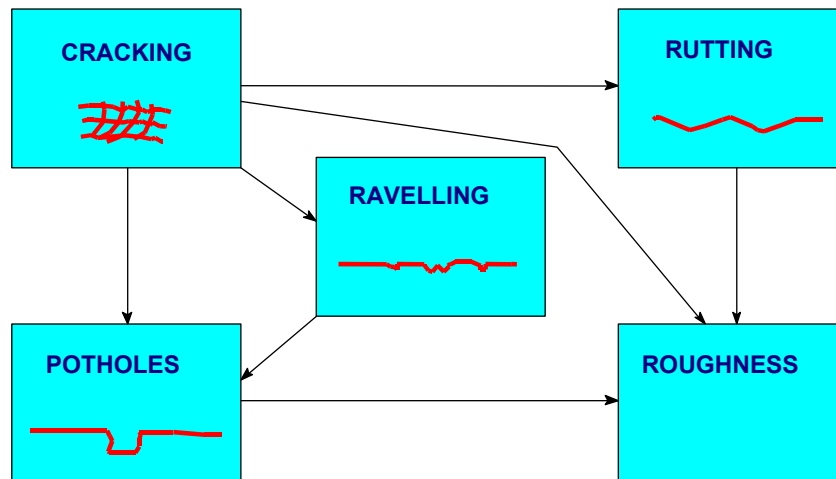 CRACKING
RUTTING
RAVELLING
POTHOLES
ROUGHNESS